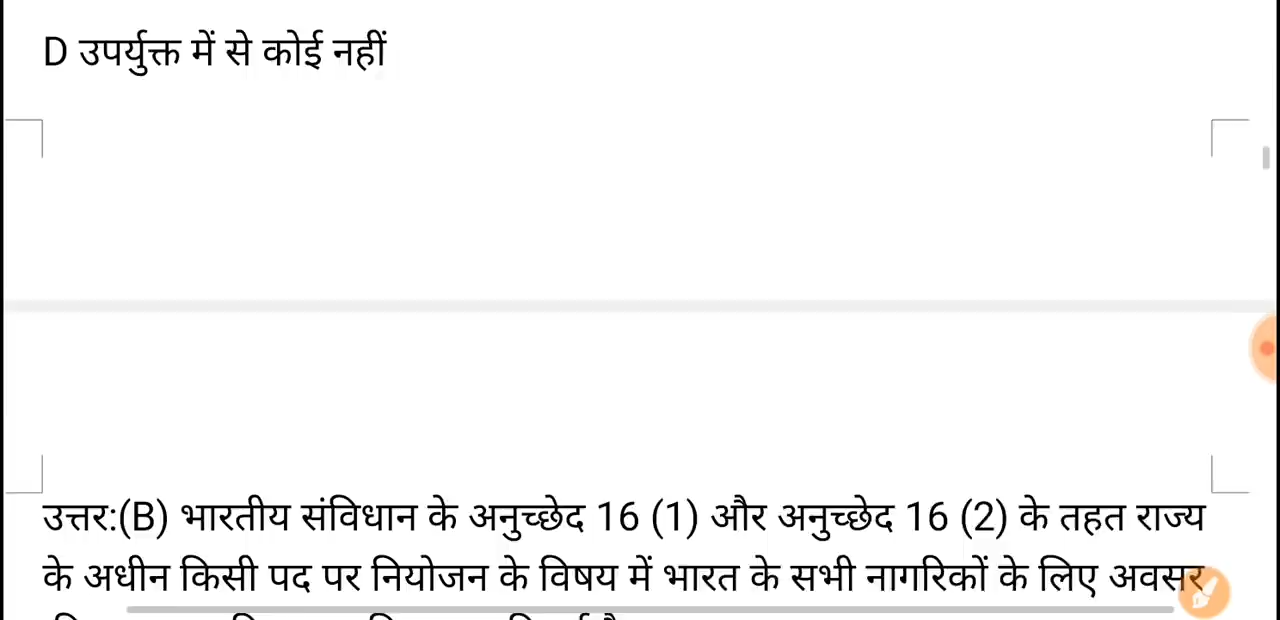 D उपर्युक्त में से कोई नहीं
उत्तर:(B) भारतीय संविधान के अनुच्छेद 16 (1) और अनुच्छेद 16 (2) के तहत राज्य
के अधीन किसी पद पर नियोजन के विषय में भारत के सभी नागरिकों के लिए अवसर